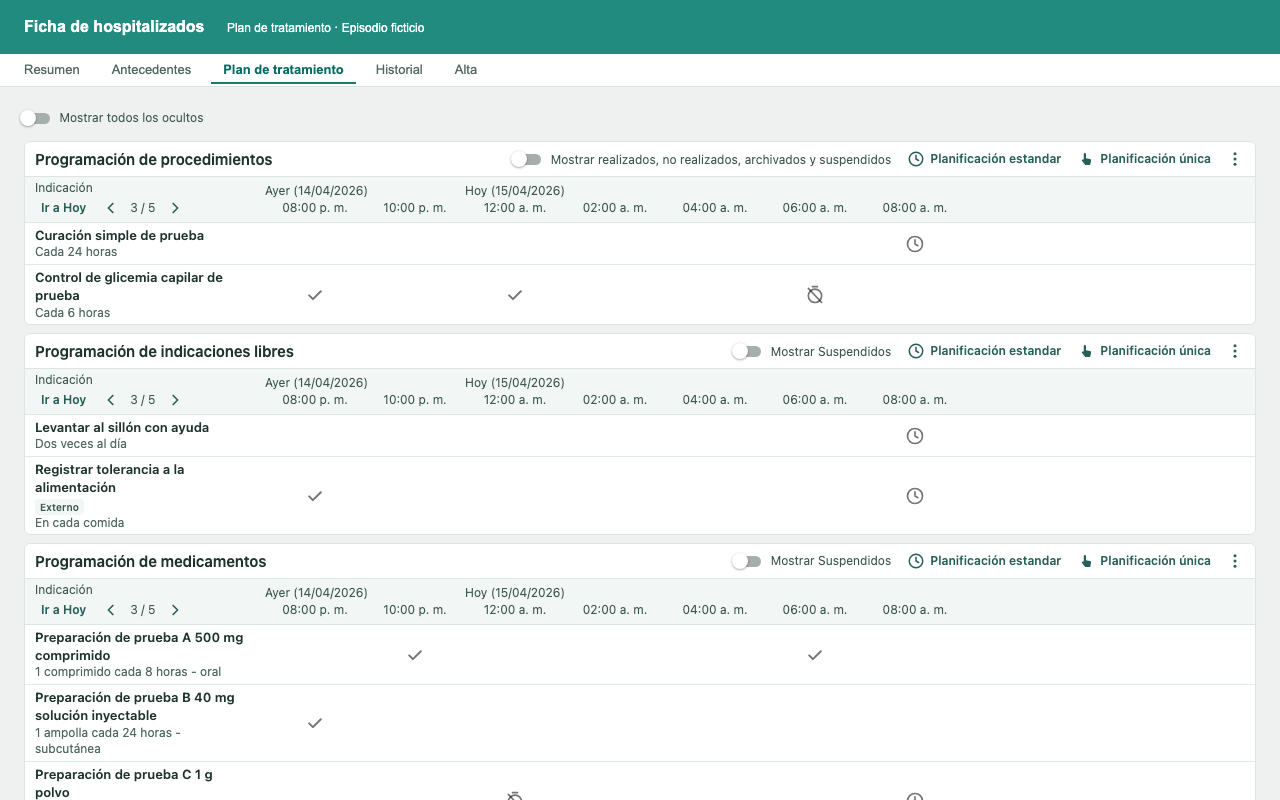 Ficha de hospitalizados
Plan de tratamiento · Episodio ficticio
Resumen
Antecedentes
Plan de tratamiento
Historial
Alta
Mostrar todos los ocultos
Programación de procedimientos
Mostrar realizados, no realizados, archivados y suspendidos
Planificación estandar
Planificación única
Indicación
Ayer (14/04/2026)
Hoy (15/04/2026)
Ir a Hoy
3 / 5
08:00 p. m.
10:00 p. m.
12:00 a. m.
02:00 a. m.
04:00 a. m.
06:00 a. m.
08:00 a. m.
Curación simple de prueba
Cada 24 horas
Control de glicemia capilar de
prueba
Cada 6 horas
Programación de indicaciones libres
Mostrar Suspendidos
Planificación estandar
Planificación única
Indicación
Ayer (14/04/2026)
Hoy (15/04/2026)
Ir a Hoy
3 / 5
08:00 p. m.
10:00 p. m.
12:00 a. m.
02:00 a. m.
04:00 a. m.
06:00 a. m.
08:00 a. m.
Levantar al sillón con ayuda
Dos veces al día
Registrar tolerancia a la
alimentación
Externo
En cada comida
Programación de medicamentos
Mostrar Suspendidos
Planificación estandar
Planificación única
Indicación
Ayer (14/04/2026)
Hoy (15/04/2026)
Ir a Hoy
3 / 5
08:00 p. m.
10:00 p. m.
12:00 a. m.
02:00 a. m.
04:00 a. m.
06:00 a. m.
08:00 a. m.
Preparación de prueba A 500 mg
comprimido
1 comprimido cada 8 horas - oral
Preparación de prueba B 40 mg
solución inyectable
1 ampolla cada 24 horas -
subcutánea
Preparación de prueba C 1 g
polvo